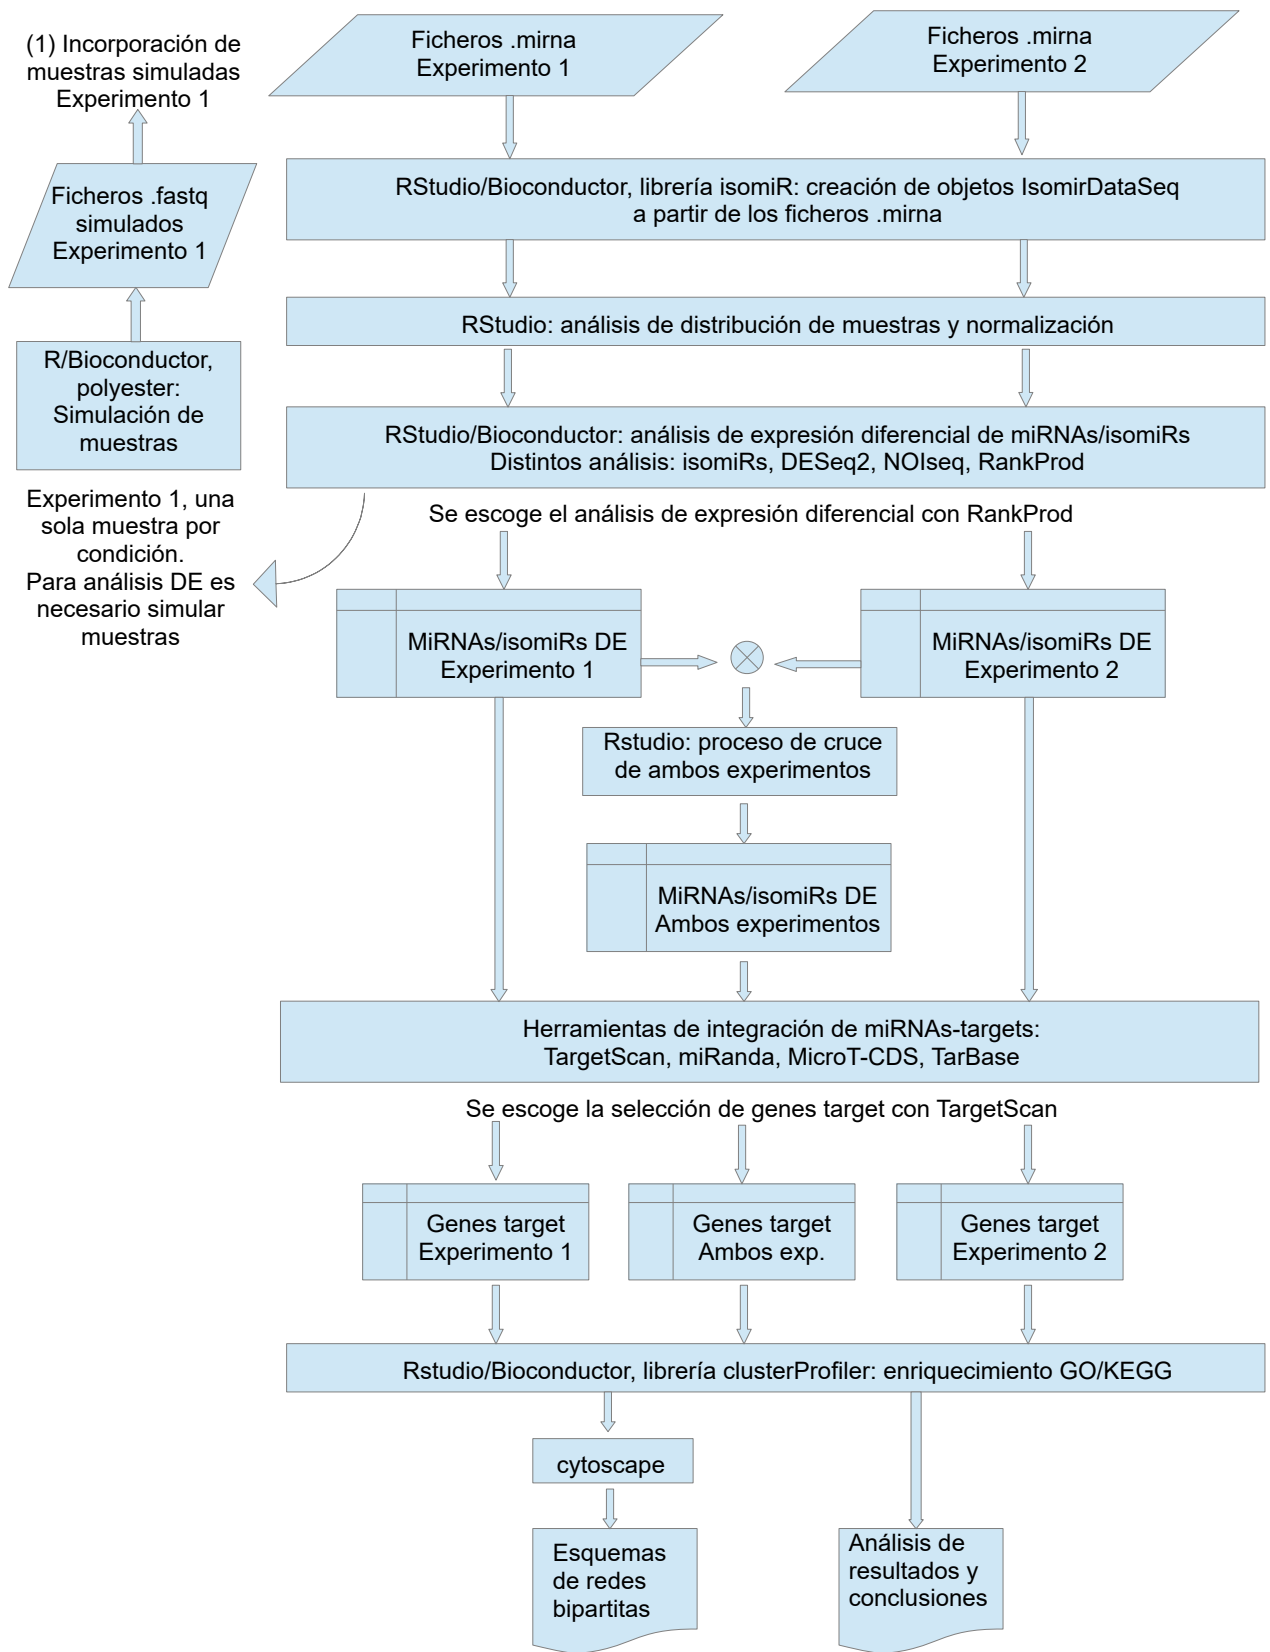 (1) Incorporación de
muestras simuladas
Experimento 1
Ficheros .mirna
Experimento 1
Ficheros .mirna
Experimento 2
Ficheros .fastq
simulados
Experimento 1
RStudio/Bioconductor, librería isomiR: creación de objetos IsomirDataSeq
a partir de los ficheros .mirna
RStudio: análisis de distribución de muestras y normalización
R/Bioconductor,
polyester:
Simulación de
muestras
RStudio/Bioconductor: análisis de expresión diferencial de miRNAs/isomiRs
Distintos análisis: isomiRs, DESeq2, NOIseq, RankProd
Experimento 1, una
sola muestra por
condición.
Para análisis DE es
necesario simular
muestras
Se escoge el análisis de expresión diferencial con RankProd
MiRNAs/isomiRs DE
Experimento 1
MiRNAs/isomiRs DE
Experimento 2
Rstudio: proceso de cruce
de ambos experimentos
MiRNAs/isomiRs DE
Ambos experimentos
Herramientas de integración de miRNAs-targets:
TargetScan, miRanda, MicroT-CDS, TarBase
Se escoge la selección de genes target con TargetScan
Genes target
Experimento 1
Genes target
Ambos exp.
Genes target
Experimento 2
Rstudio/Bioconductor, librería clusterProfiler: enriquecimiento GO/KEGG
cytoscape
Esquemas
de redes
bipartitas
Análisis de
resultados y
conclusiones